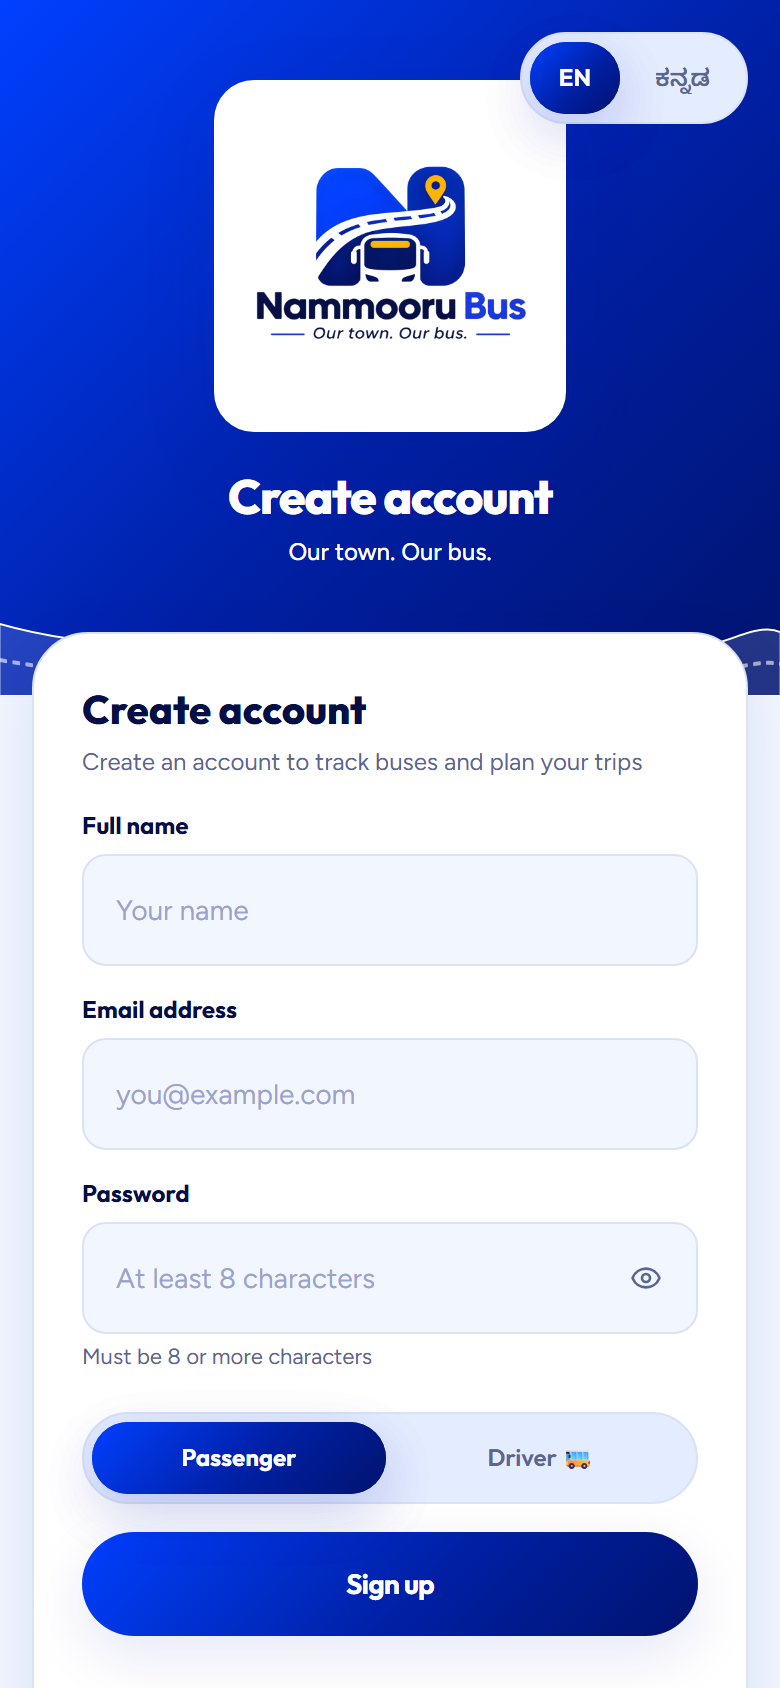 EN
ಕನ್ನಡ
Nammooru Bus
Our town. Our bus.
Create account
Our town. Our bus.
Create account
Create an account to track buses and plan your trips
Full name
Your name
Email address
you@example.com
Password
At least 8 characters
Must be 8 or more characters
Passenger
Driver 🚌
Sign up